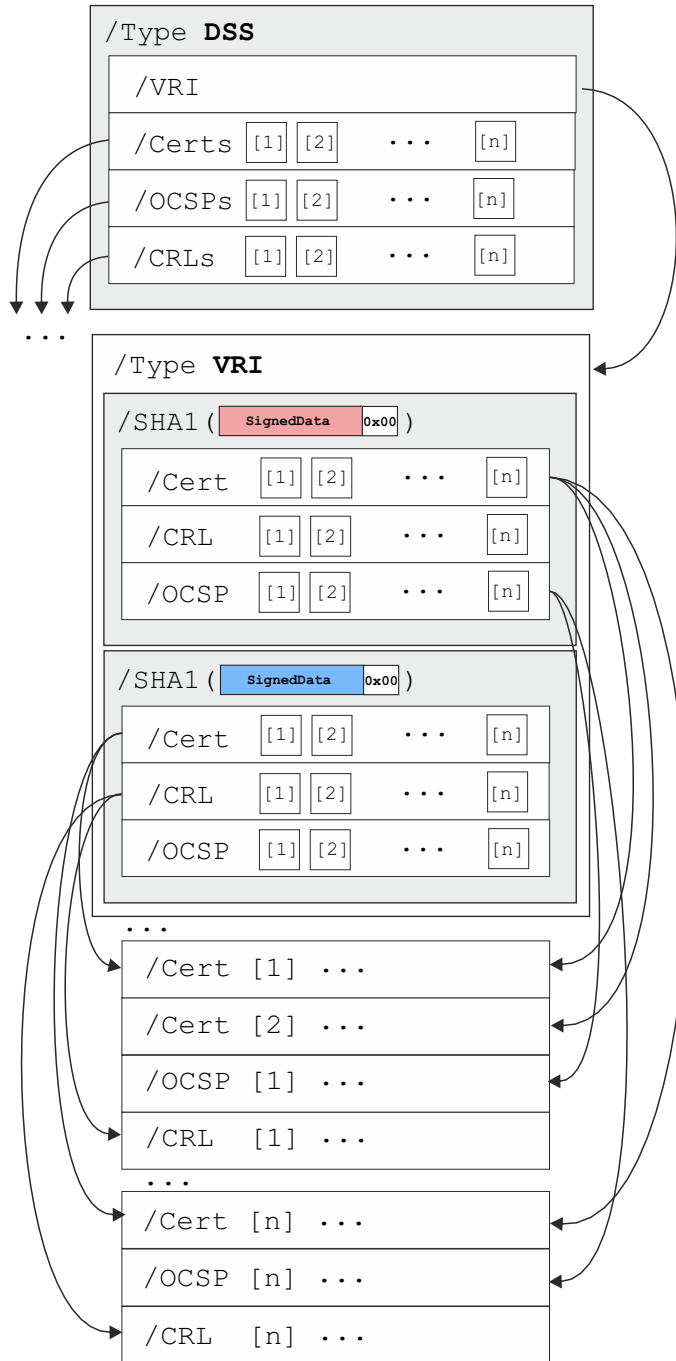 /Type DSS
/VRI
/Certs [1] [2] ... [n]
/OCSPs [1] [2] ... [n]
/CRLs [1] [2] ... [n]
...
/Type VRI
/SHA1( SignedData 0x00 )
/Cert [1] [2] ... [n]
/CRL [1] [2] ... [n]
/OCSP [1] [2] ... [n]
/SHA1( SignedData 0x00 )
/Cert [1] [2] ... [n]
/CRL [1] [2] ... [n]
/OCSP [1] [2] ... [n]
...
/Cert [1] ...
/Cert [2] ...
/OCSP [1] ...
/CRL [1] ...
...
/Cert [n] ...
/OCSP [n] ...
/CRL [n] ...